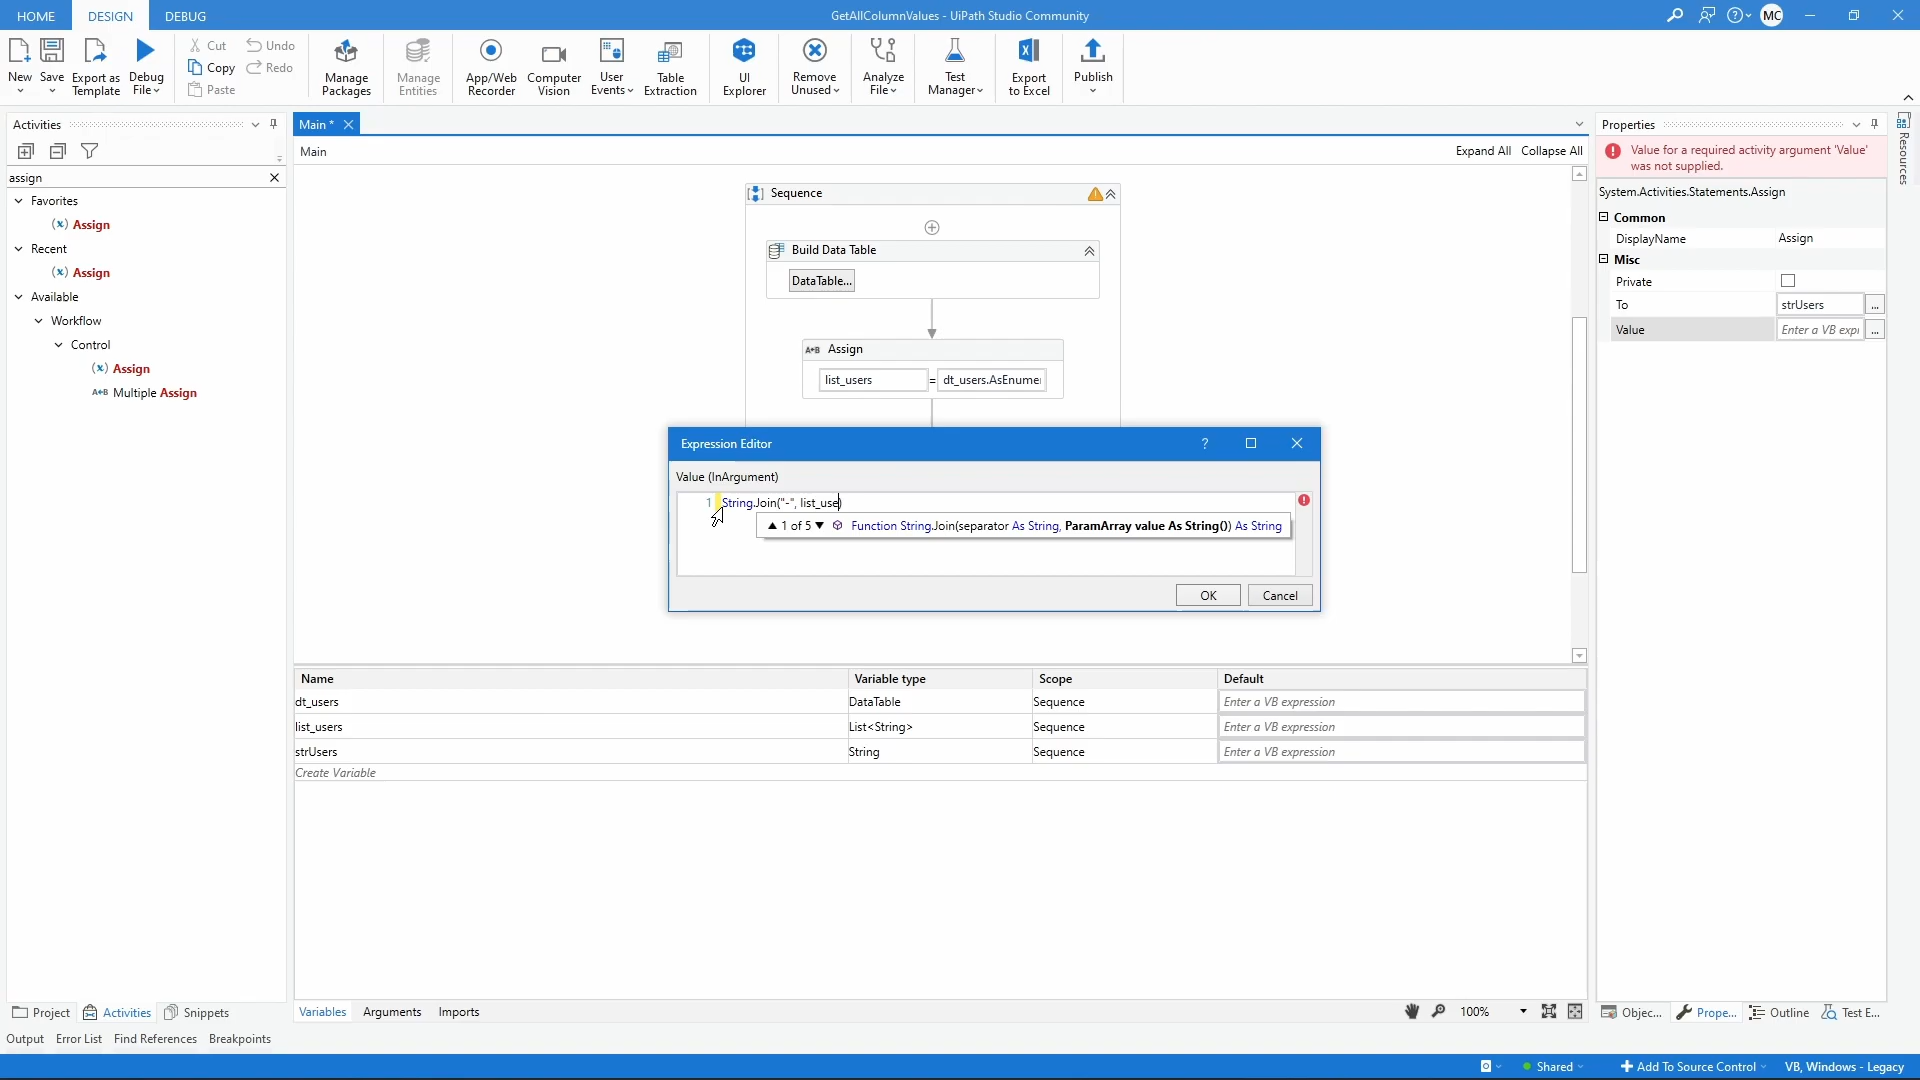 HOME
DESIGN
DEBUG
GetAllColumnValues - UiPath Studio Community
MC
New
Save
Export as Template
Debug File
Cut
Copy
Paste
Undo
Redo
Manage Packages
Manage Entities
App/Web Recorder
Computer Vision
User Events
Table Extraction
UI Explorer
Remove Unused
Analyze File
Test Manager
Export to Excel
Publish
Activities
assign
Favorites
(x) Assign
Recent
(x) Assign
Available
Workflow
Control
(x) Assign
A+B Multiple Assign
Main *
Main
Expand All
Collapse All
Sequence
Build Data Table
DataTable...
A+B Assign
list_users = dt_users.AsEnumer
Expression Editor
?
Value (InArgument)
1 String.Join("-", list_use)
1 of 5 Function String.Join(separator As String, ParamArray value As String()) As String
OK
Cancel
Name
Variable type
Scope
Default
dt_users
DataTable
Sequence
Enter a VB expression
list_users
List<String>
Sequence
Enter a VB expression
strUsers
String
Sequence
Enter a VB expression
Create Variable
Variables
Arguments
Imports
100%
Properties
Value for a required activity argument 'Value'
was not supplied.
System.Activities.Statements.Assign
Common
DisplayName
Assign
Misc
Private
To
strUsers
...
Value
Enter a VB expr
...
Resources
Project
Activities
Snippets
Objec...
Prope...
Outline
Test E...
Output
Error List
Find References
Breakpoints
Shared
Add To Source Control
VB, Windows - Legacy